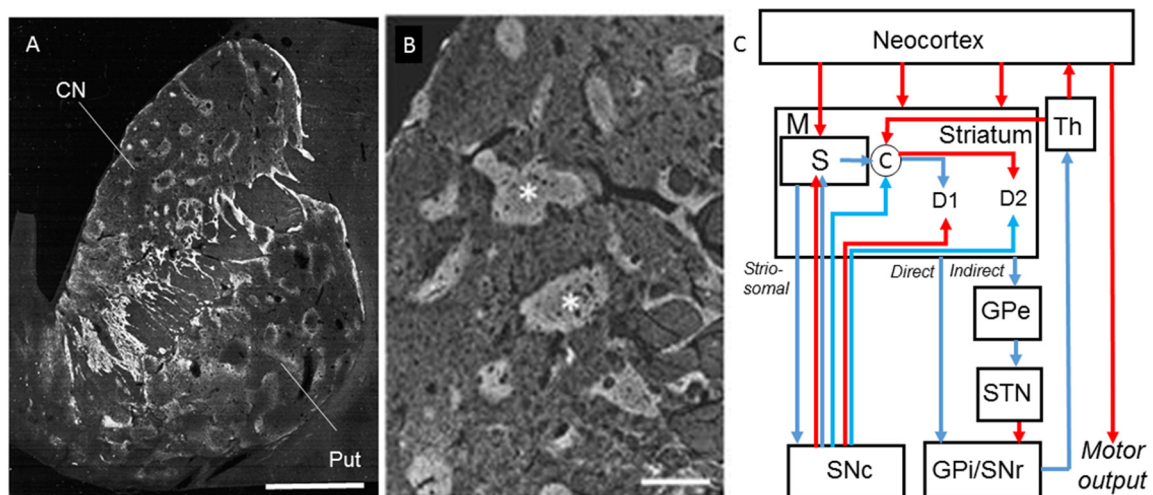 A
CN
Put
B
*
*
C
Neocortex
M
Striatum
Th
S
C
D1
D2
Strio-
somal
Direct
Indirect
GPe
STN
SNc
GPi/SNr
Motor
output